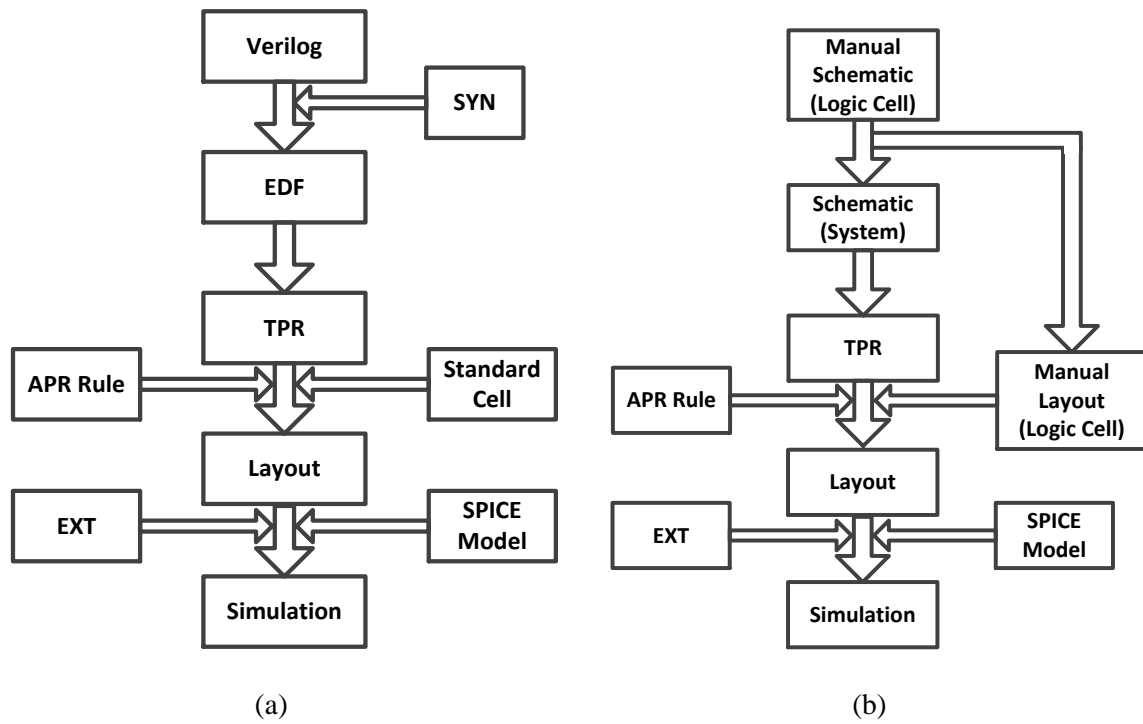 Verilog
SYN
EDF
TPR
APR Rule
Standard
Cell
Layout
EXT
SPICE
Model
Simulation
(a)
Manual
Schematic
(Logic Cell)
Schematic
(System)
TPR
APR Rule
Manual
Layout
(Logic Cell)
Layout
EXT
SPICE
Model
Simulation
(b)